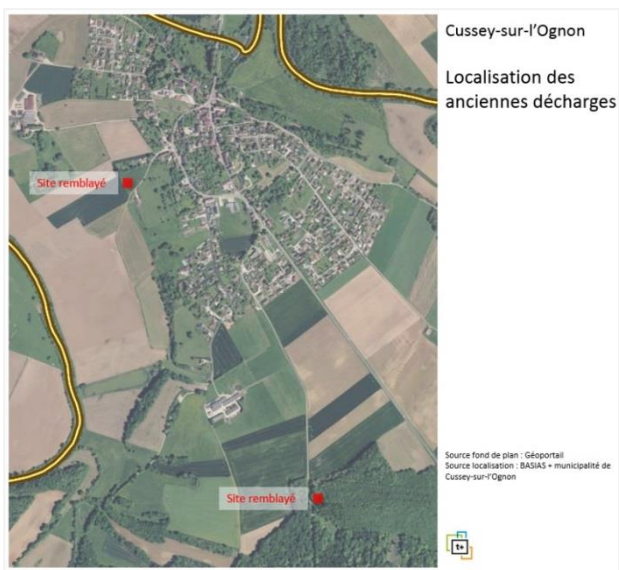 Cussey-sur-l'Ognon
Localisation des
anciennes décharges
Site remblayé
Site remblayé
Source fond de plan : Géoportail
Source localisation : BASIAS + municipalité de
Cussey-sur-l'Ognon
t+